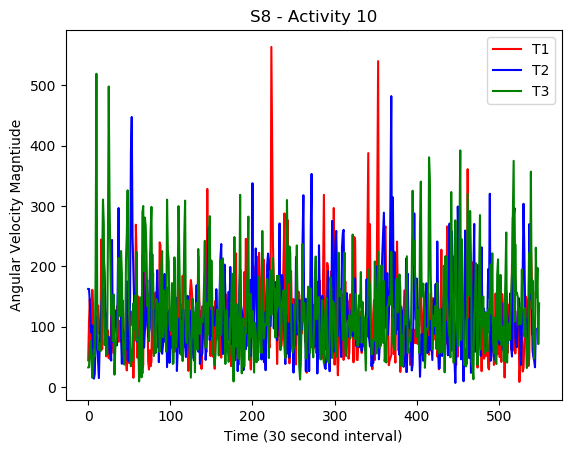 S8 - Activity 10
T1
T2
T3
500
400
300
200
100
0
Angular Velocity Magntiude
0
100
200
300
400
500
Time (30 second interval)